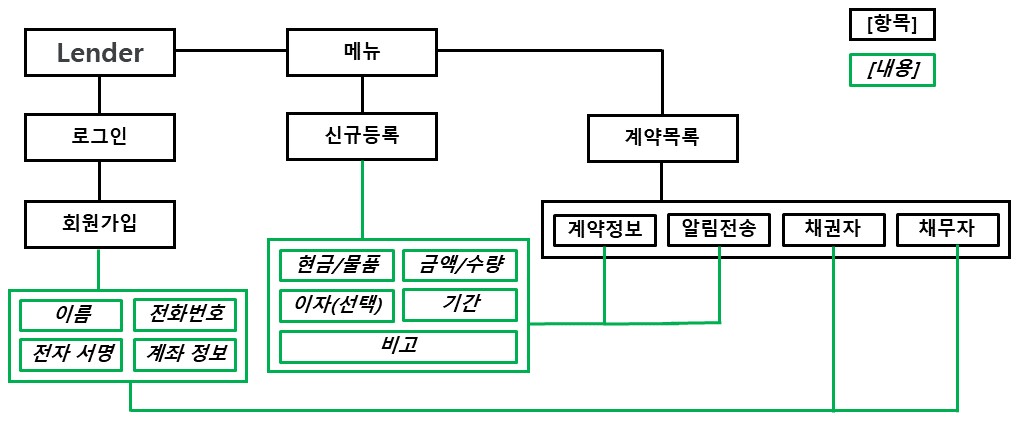 [항목]
[내용]
Lender
메뉴
로그인
신규등록
계약목록
회원가입
계약정보
알림전송
채권자
채무자
현금/물품
금액/수량
이자(선택)
기간
비고
이름
전화번호
전자 서명
계좌 정보